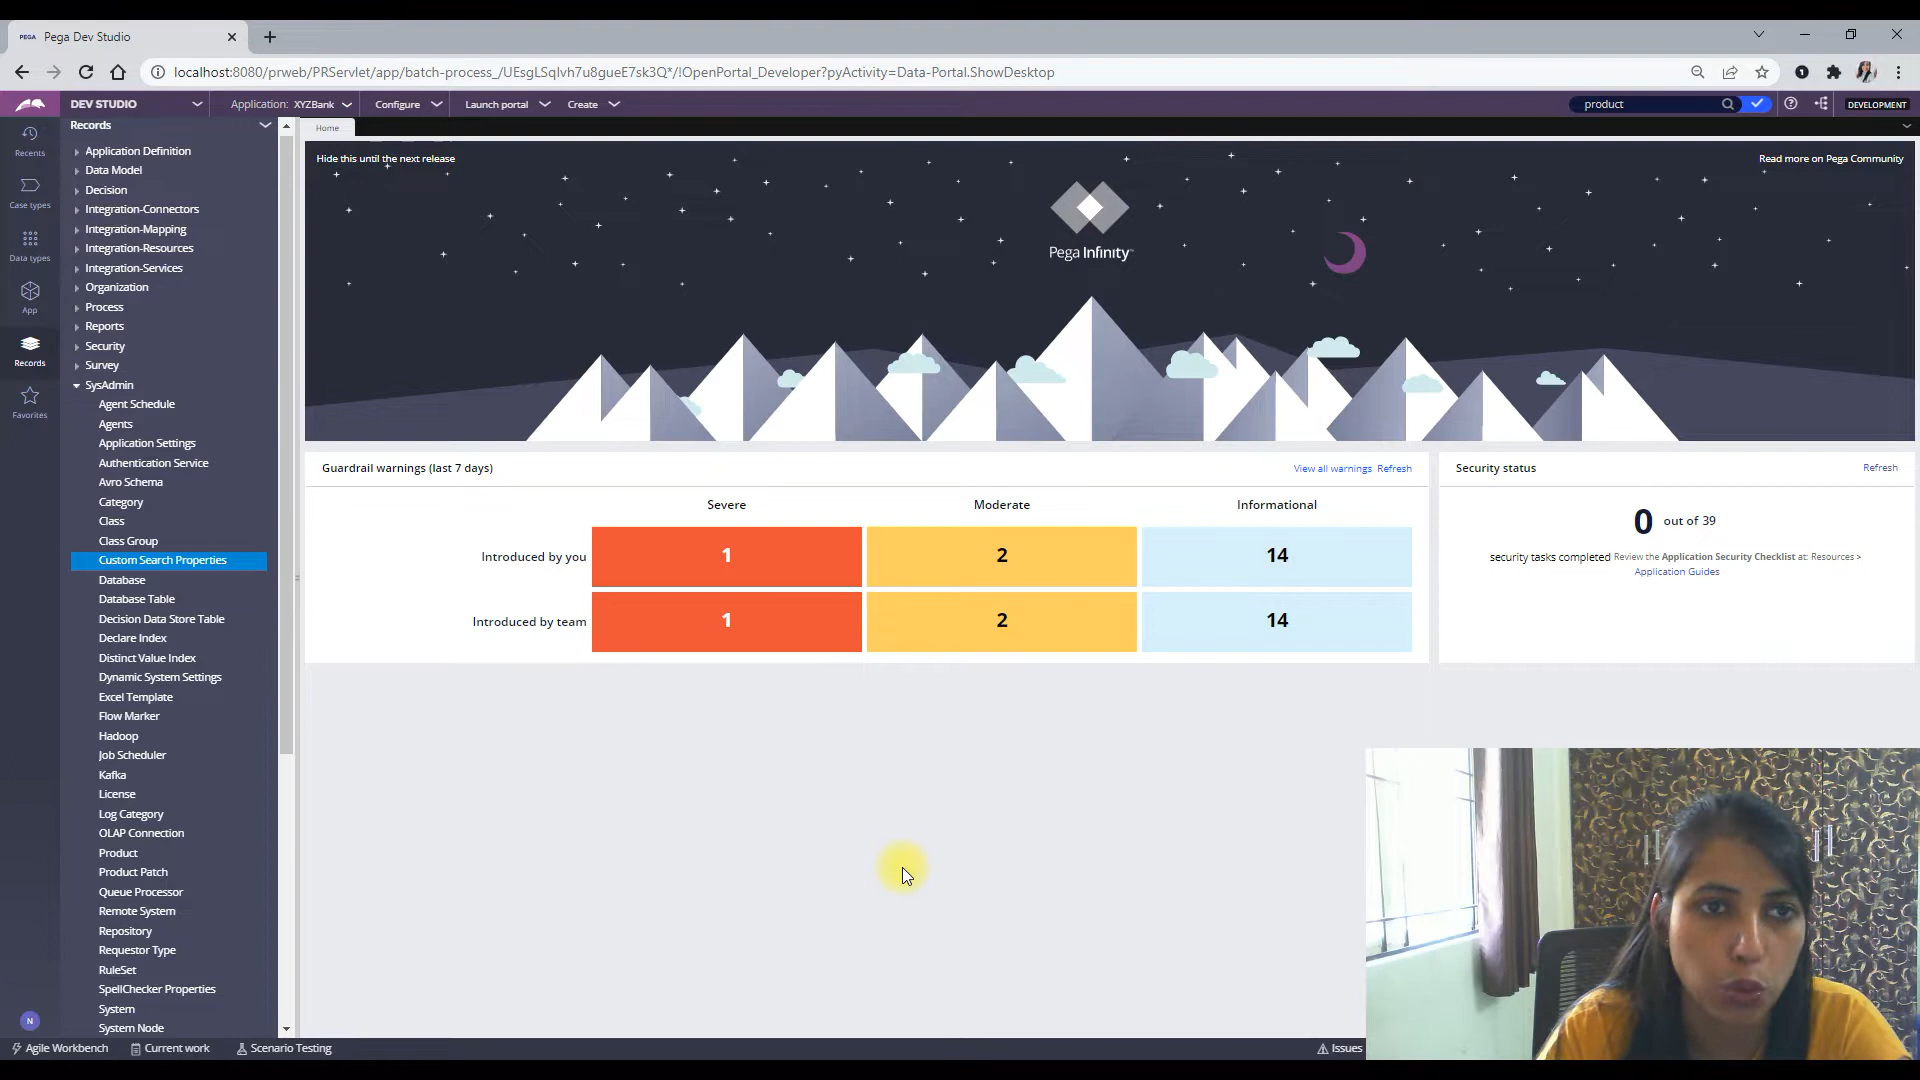 PEGA Pega Dev Studio
localhost:8080/prweb/PRServlet/app/batch-process_/UEsgLSqIvh7u8gueE7sk3Q*/!OpenPortal_Developer?pyActivity=Data-Portal.ShowDesktop
DEV STUDIO Application: XYZBank Configure Launch portal Create product DEVELOPMENT
Records
Home
Recents
Case types
Data types
App
Records
Favorites
N
Application Definition
Data Model
Decision
Integration-Connectors
Integration-Mapping
Integration-Resources
Integration-Services
Organization
Process
Reports
Security
Survey
SysAdmin
Agent Schedule
Agents
Application Settings
Authentication Service
Avro Schema
Category
Class
Class Group
Custom Search Properties
Database
Database Table
Decision Data Store Table
Declare Index
Distinct Value Index
Dynamic System Settings
Excel Template
Flow Marker
Hadoop
Job Scheduler
Kafka
License
Log Category
OLAP Connection
Product
Product Patch
Queue Processor
Remote System
Repository
Requestor Type
RuleSet
SpellChecker Properties
System
System Node
Hide this until the next release Read more on Pega Community
Pega Infinity
Guardrail warnings (last 7 days) View all warnings Refresh
Severe Moderate Informational
Introduced by you 1 2 14
Introduced by team 1 2 14
Security status Refresh
0 out of 39
security tasks completed Review the Application Security Checklist at: Resources >
Application Guides
Agile Workbench Current work Scenario Testing Issues